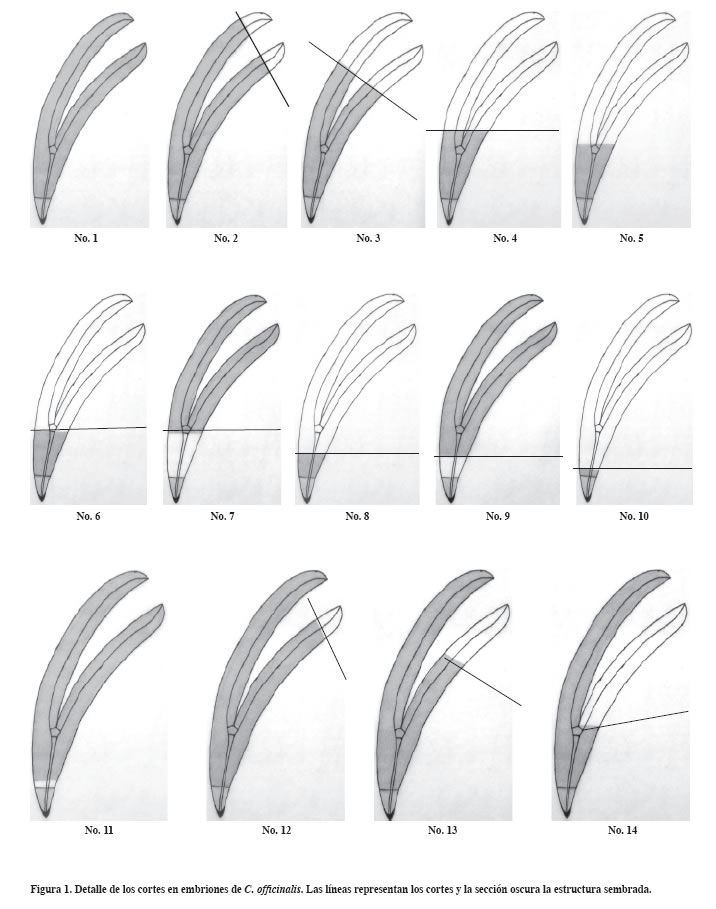 No. 1
No. 2
No. 3
No. 4
No. 5
No. 6
No. 7
No. 8
No. 9
No. 10
No. 11
No. 12
No. 13
No. 14
Figura 1. Detalle de los cortes en embriones de C. officinalis. Las líneas representan los cortes y la sección oscura la estructura sembrada.